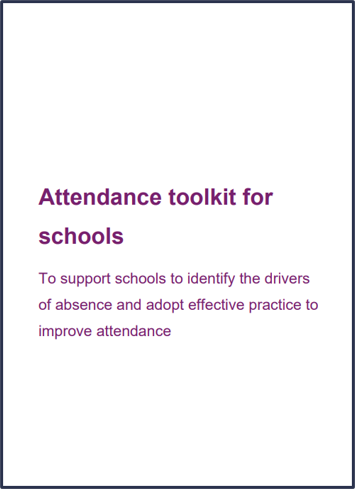 Attendance toolkit for
schools
To support schools to identify the drivers
of absence and adopt effective practice to
improve attendance